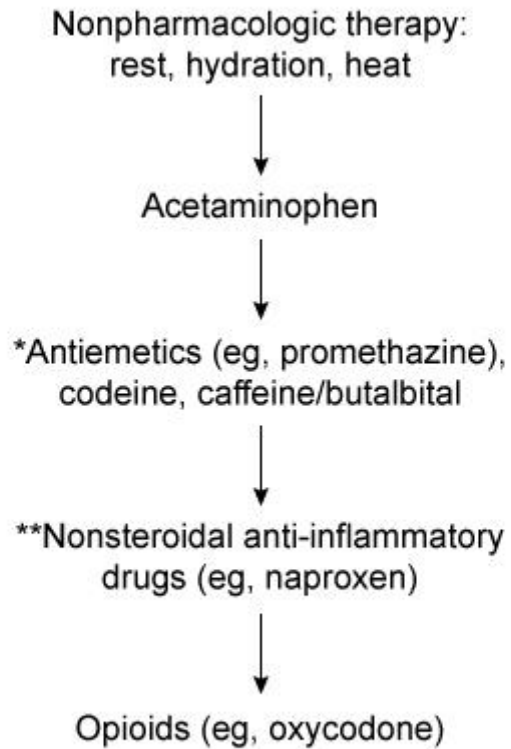 Nonpharmacologic therapy:
rest, hydration, heat
Acetaminophen
*Antiemetics (eg, promethazine),
codeine, caffeine/butalbital
**Nonsteroidal anti-inflammatory
drugs (eg, naproxen)
Opioids (eg, oxycodone)